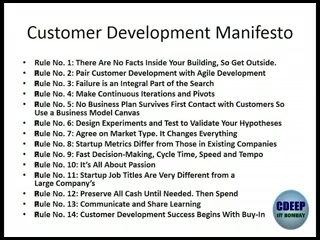 Customer Development Manifesto
• Rule No. 1: There Are No Facts Inside Your Building, So Get Outside.
• Rule No. 2: Pair Customer Development with Agile Development
• Rule No. 3: Failure is an Integral Part of the Search
• Rule No. 4: Make Continuous Iterations and Pivots
• Rule No. 5: No Business Plan Survives First Contact with Customers So
Use a Business Model Canvas
• Rule No. 6: Design Experiments and Test to Validate Your Hypotheses
• Rule No. 7: Agree on Market Type. It Changes Everything
• Rule No. 8: Startup Metrics Differ from Those in Existing Companies
• Rule No. 9: Fast Decision-Making, Cycle Time, Speed and Tempo
• Rule No. 10: It's All About Passion
• Rule No. 11: Startup Job Titles Are Very Different from a
Large Company's
• Rule No. 12: Preserve All Cash Until Needed. Then Spend
• Rule No. 13: Communicate and Share Learning
• Rule No. 14: Customer Development Success Begins With Buy-In
CDEEP
IIT BOMBAY